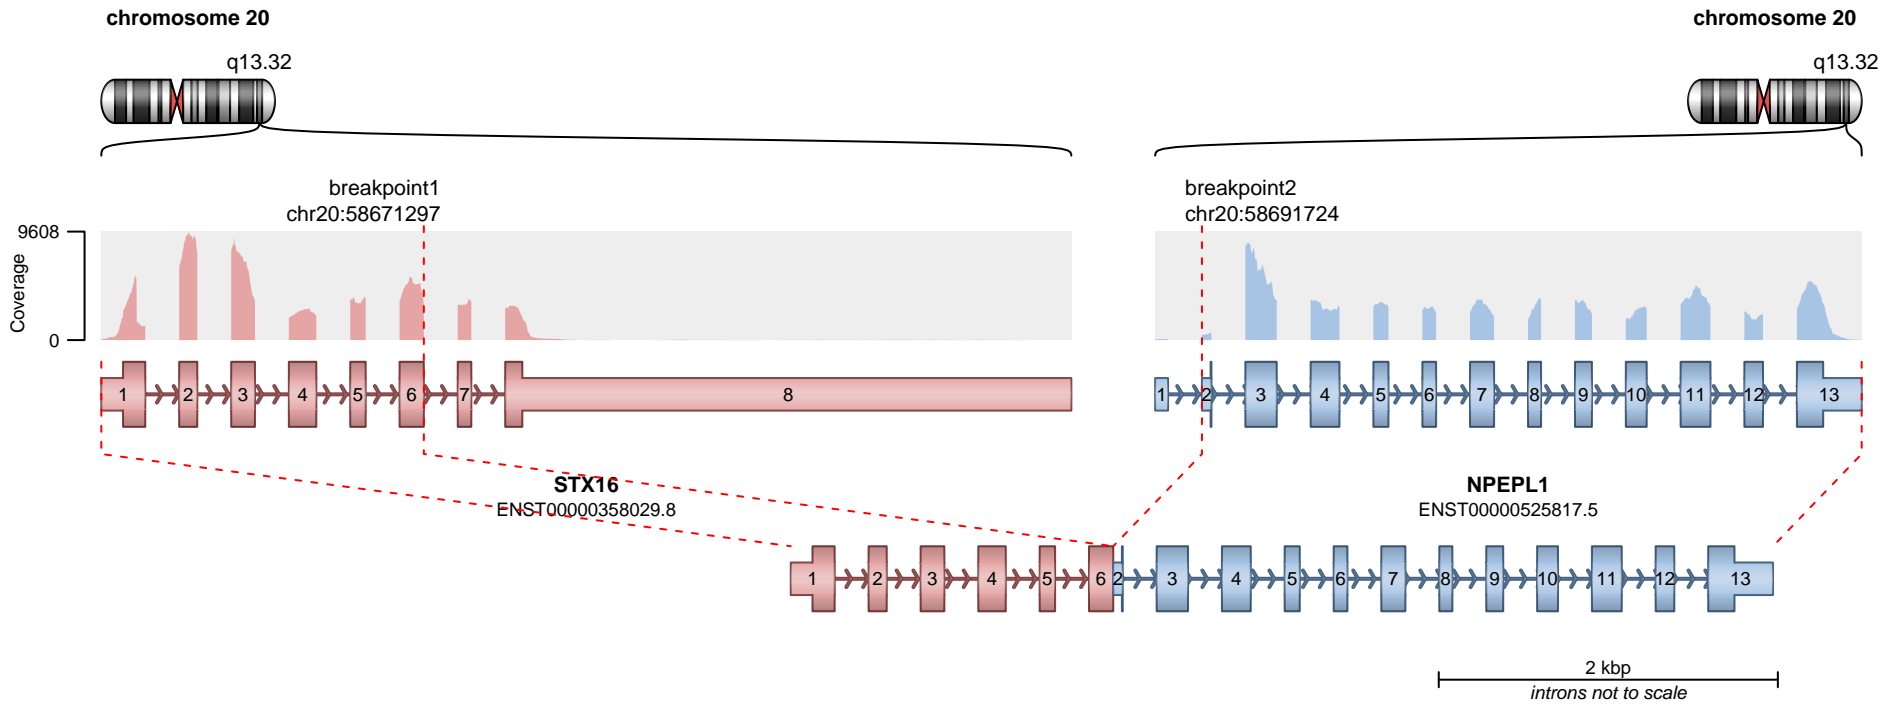 chromosome 20
chromosome 20
q13.32
q13.32
breakpoint1
chr20:58671297
breakpoint2
chr20:58691724
9608
Coverage
0
1 2 3 4 5 6 7 8
1 2 3 4 5 6 7 8 9 10 11 12 13
STX16
ENST00000358029.8
NPEPL1
ENST00000525817.5
1 2 3 4 5 6 2 3 4 5 6 7 8 9 10 11 12 13
2 kbp
introns not to scale